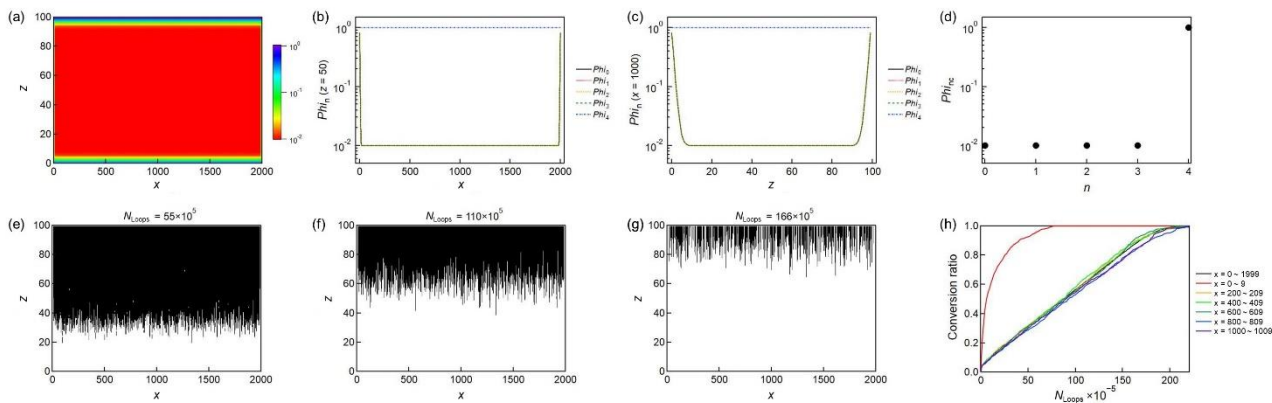 (a)
100
80
60
40
20
0
z
0 500 1000 1500 2000
x
10^0
10^-1
10^-2
(b)
10^0
10^-1
10^-2
Phi_n (z = 50)
0 500 1000 1500 2000
x
Phi_0
Phi_1
Phi_2
Phi_3
Phi_4
(c)
10^0
10^-1
10^-2
Phi_n (x = 1000)
0 20 40 60 80 100
z
Phi_0
Phi_1
Phi_2
Phi_3
Phi_4
(d)
10^0
10^-1
10^-2
Phi_nc
0 1 2 3 4
n
(e)
N_Loops = 55×10^5
100
80
60
40
20
0
z
0 500 1000 1500 2000
x
(f)
N_Loops = 110×10^5
100
80
60
40
20
0
z
0 500 1000 1500 2000
x
(g)
N_Loops = 166×10^5
100
80
60
40
20
0
z
0 500 1000 1500 2000
x
(h)
1.0
0.8
0.6
0.4
0.2
0.0
Conversion ratio
0 50 100 150 200
N_Loops ×10^-5
x = 0 ~ 1999
x = 0 ~ 9
x = 200 ~ 209
x = 400 ~ 409
x = 600 ~ 609
x = 800 ~ 809
x = 1000 ~ 1009